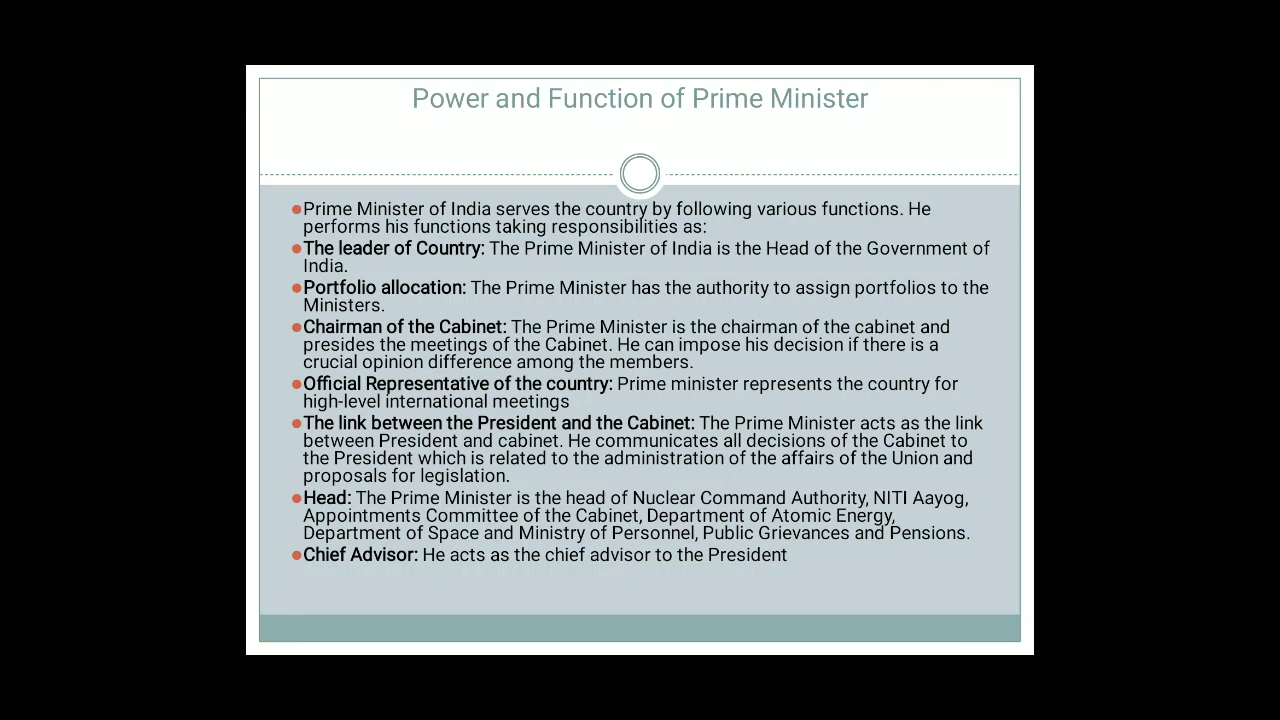 Power and Function of Prime Minister
●Prime Minister of India serves the country by following various functions. He
performs his functions taking responsibilities as:
●The leader of Country: The Prime Minister of India is the Head of the Government of
India.
●Portfolio allocation: The Prime Minister has the authority to assign portfolios to the
Ministers.
●Chairman of the Cabinet: The Prime Minister is the chairman of the cabinet and
presides the meetings of the Cabinet. He can impose his decision if there is a
crucial opinion difference among the members.
●Official Representative of the country: Prime minister represents the country for
high-level international meetings
●The link between the President and the Cabinet: The Prime Minister acts as the link
between President and cabinet. He communicates all decisions of the Cabinet to
the President which is related to the administration of the affairs of the Union and
proposals for legislation.
●Head: The Prime Minister is the head of Nuclear Command Authority, NITI Aayog,
Appointments Committee of the Cabinet, Department of Atomic Energy,
Department of Space and Ministry of Personnel, Public Grievances and Pensions.
●Chief Advisor: He acts as the chief advisor to the President